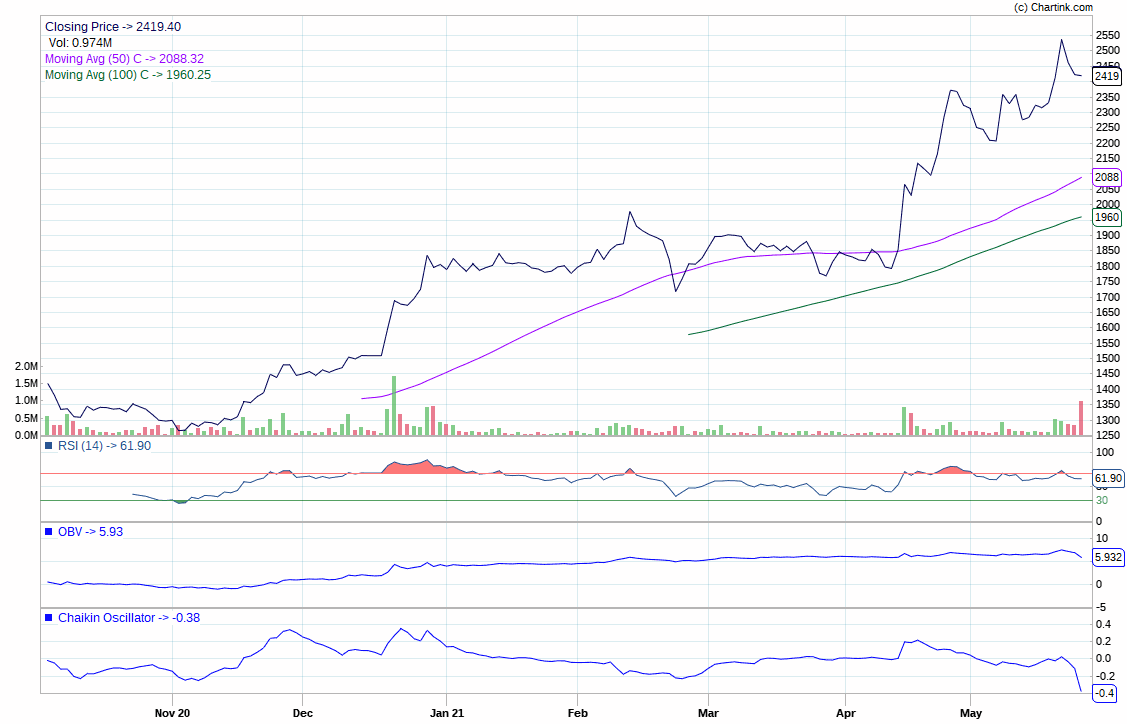 (c) Chartink.com
Closing Price -> 2419.40
Vol: 0.974M
Moving Avg (50) C -> 2088.32
Moving Avg (100) C -> 1960.25
2550
2500
2450
2419
2350
2300
2250
2200
2150
2088
2050
2000
1960
1900
1850
1800
1750
1700
1650
1600
1550
1500
1450
1400
1350
1300
1250
2.0M
1.5M
1.0M
0.5M
0.0M
RSI (14) -> 61.90
100
61.90
50
30
0
OBV -> 5.93
10
5.932
0
-5
Chaikin Oscillator -> -0.38
0.4
0.2
0.0
-0.2
-0.4
Nov 20 Dec Jan 21 Feb Mar Apr May